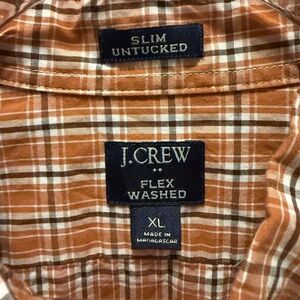 SLIM
UNTUCKED
J.CREW
FLEX
WASHED
XL
MADE IN
MADAGASCAR